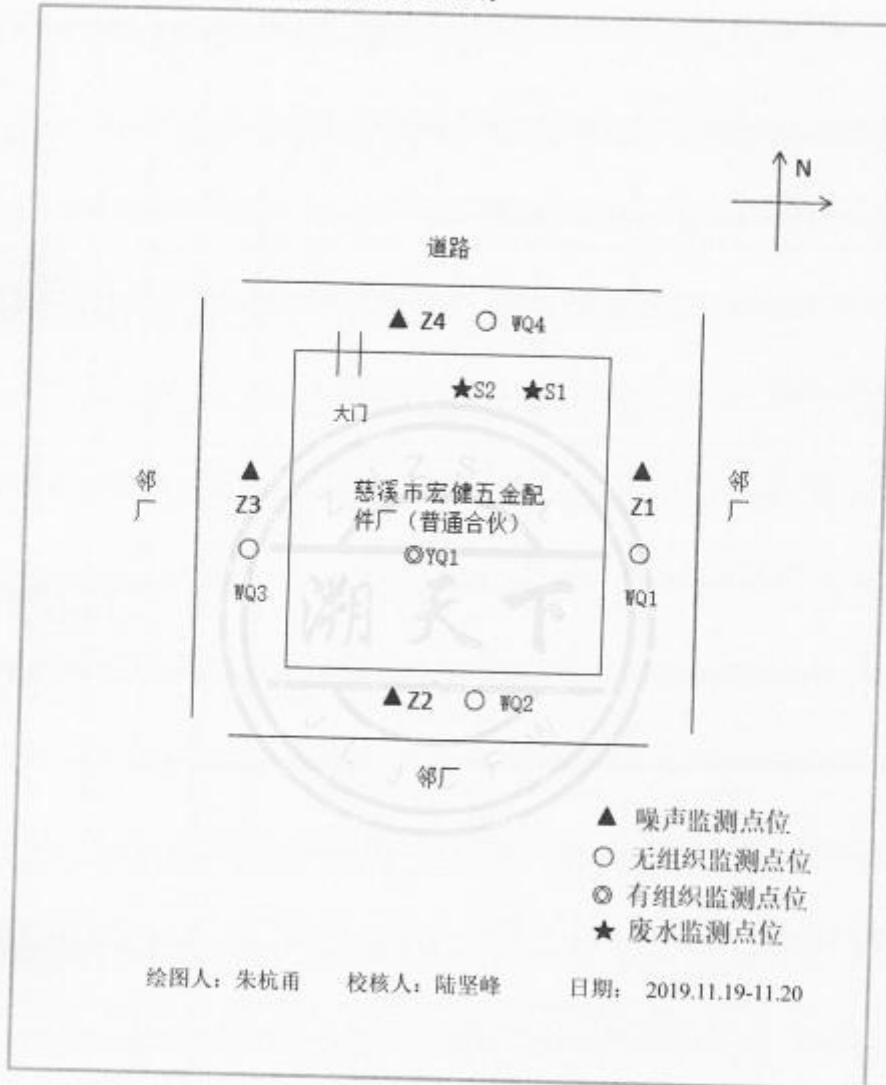 N
道路
▲ Z4 ○ WQ4
★S2 ★S1
大门
邻厂
▲
Z3
○
WQ3
慈溪市宏健五金配
件厂（普通合伙）
◎YQ1
▲
Z1
○
WQ1
邻厂
溯天下
▲ Z2 ○ WQ2
邻厂
▲ 噪声监测点位
○ 无组织监测点位
◎ 有组织监测点位
★ 废水监测点位
绘图人：朱杭甬 校核人：陆坚峰 日期： 2019.11.19-11.20